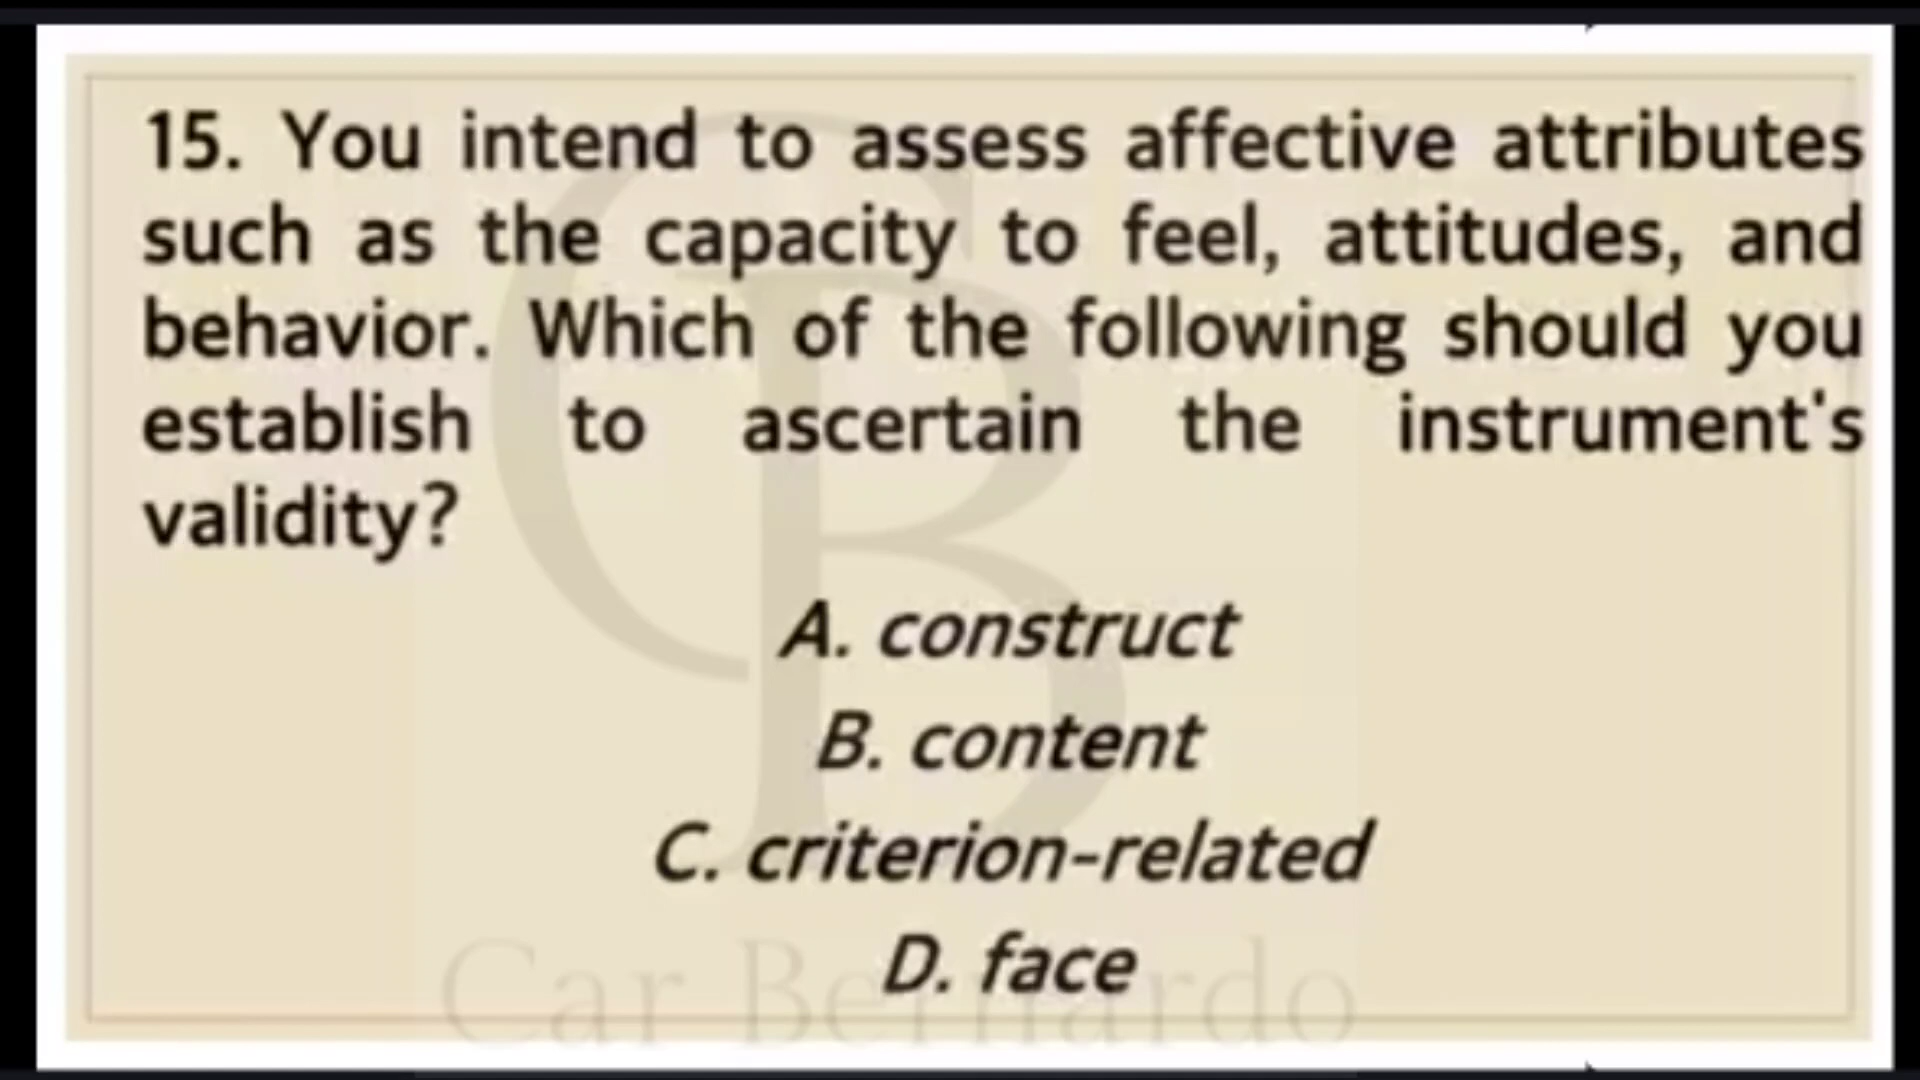 15. You intend to assess affective attributes
such as the capacity to feel, attitudes, and
behavior. Which of the following should you
establish to ascertain the instrument's
validity?
A. construct
B. content
C. criterion-related
D. face
Car Bernardo